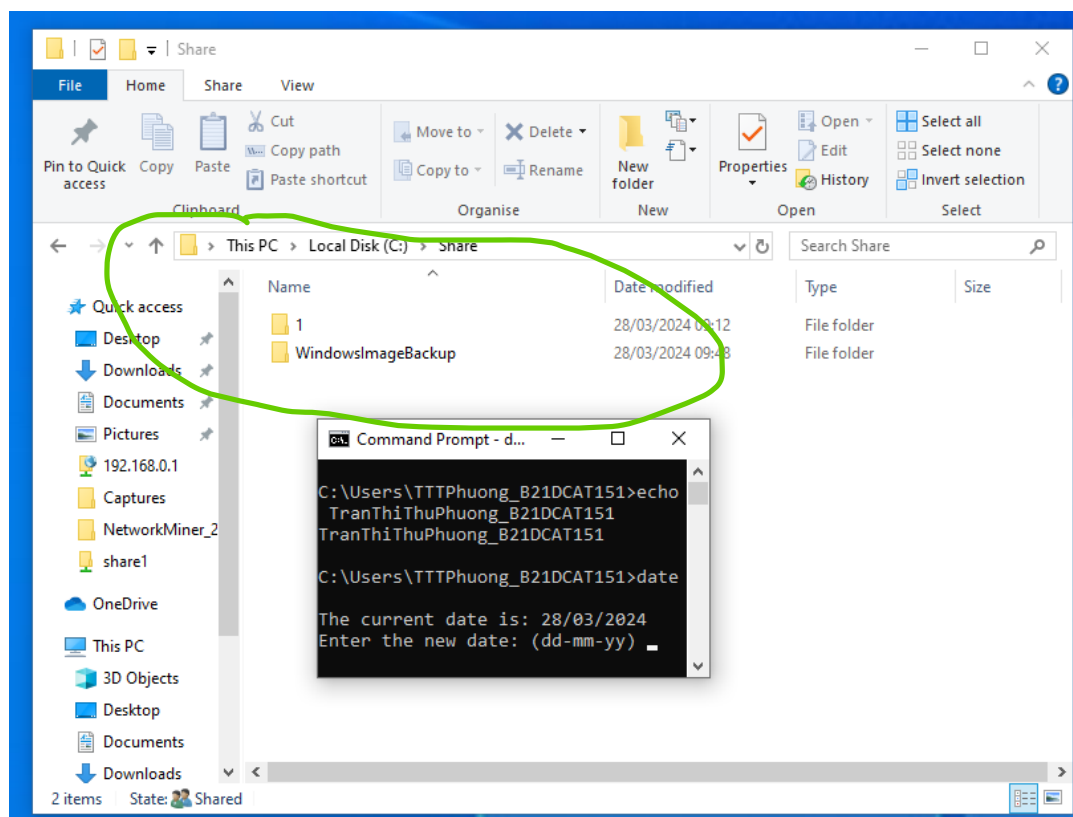 Share
File Home Share View
Pin to Quick access
Copy
Paste
Cut
Copy path
Paste shortcut
Clipboard
Move to
Copy to
Delete
Rename
Organise
New folder
New
Properties
Open
Edit
History
Open
Select all
Select none
Invert selection
Select
This PC Local Disk (C:) Share
Search Share
Name Date modified Type Size
1 28/03/2024 09:12 File folder
WindowsImageBackup 28/03/2024 09:48 File folder
Quick access
Desktop
Downloads
Documents
Pictures
192.168.0.1
Captures
NetworkMiner_2
share1
OneDrive
This PC
3D Objects
Desktop
Documents
Downloads
C:\. Command Prompt - d...
C:\Users\TTTPhuong_B21DCAT151>echo
TranThiThuPhuong_B21DCAT151
TranThiThuPhuong_B21DCAT151
C:\Users\TTTPhuong_B21DCAT151>date
The current date is: 28/03/2024
Enter the new date: (dd-mm-yy)
2 items State: Shared